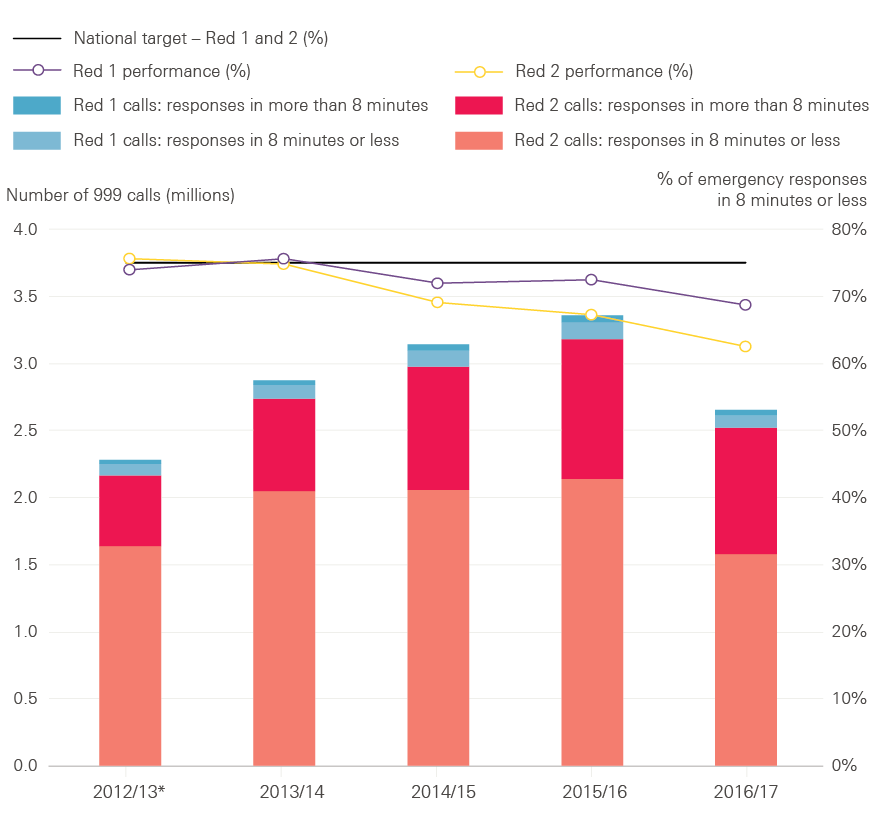 National target – Red 1 and 2 (%)
Red 1 performance (%)
Red 2 performance (%)
Red 1 calls: responses in more than 8 minutes
Red 2 calls: responses in more than 8 minutes
Red 1 calls: responses in 8 minutes or less
Red 2 calls: responses in 8 minutes or less
Number of 999 calls (millions)
% of emergency responses
in 8 minutes or less
4.0
80%
3.5
70%
3.0
60%
2.5
50%
2.0
40%
1.5
30%
1.0
20%
0.5
10%
0.0
0%
2012/13*
2013/14
2014/15
2015/16
2016/17